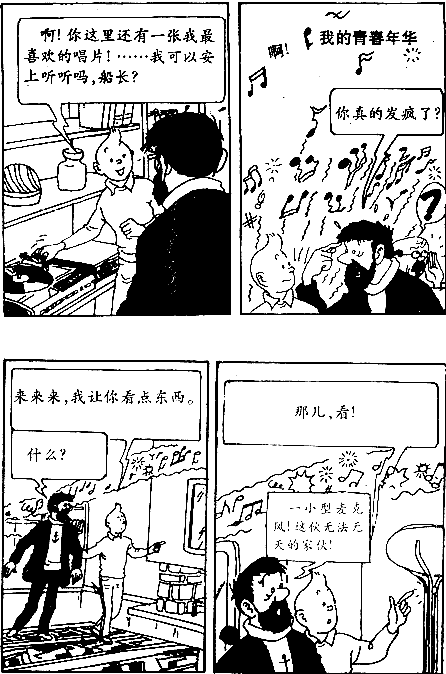 啊!你这里还有一张我最
喜欢的唱片!……我可以安
上听听吗,船长?
啊! 我的青春年华
你真的发疯了?
?
来来来,我让你看点东西。
什么?
那儿,看!
一小型麦克
风!这伙无法无
天的家伙!